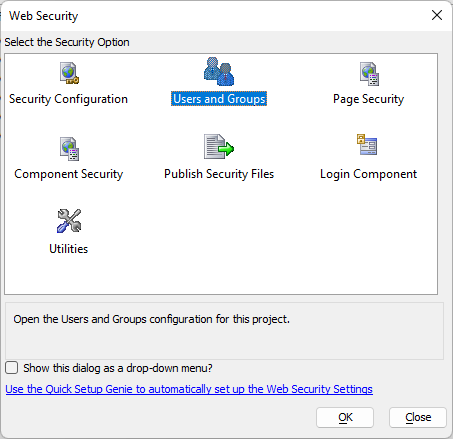 Web Security
Select the Security Option
Security Configuration
Users and Groups
Page Security
Component Security
Publish Security Files
Login Component
Utilities
Open the Users and Groups configuration for this project.
Show this dialog as a drop-down menu?
Use the Quick Setup Genie to automatically set up the Web Security Settings
OK
Close